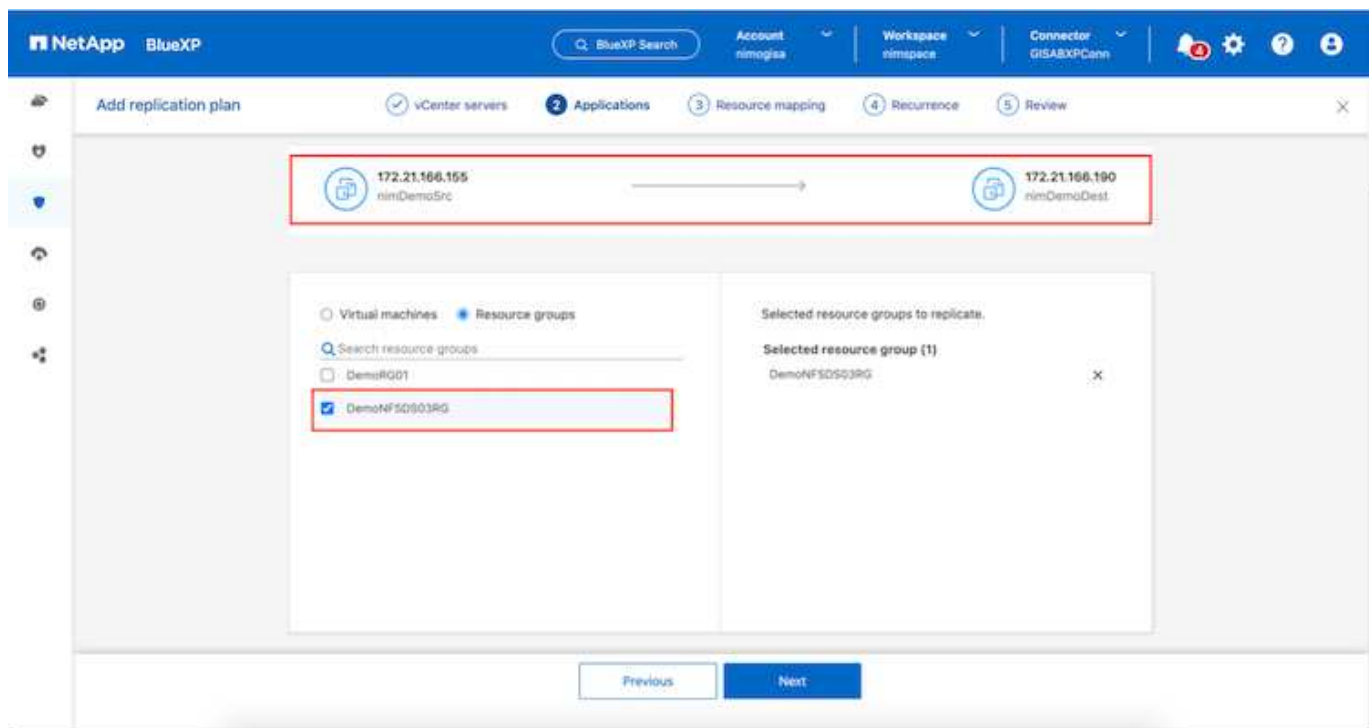 NetApp BlueXP
BlueXP Search
Account
nimogisa
Workspace
nimspace
Connector
GISABXPConn
4
Add replication plan
vCenter servers
2 Applications
3 Resource mapping
4 Recurrence
5 Review
172.21.166.155
nimDemoSrc
172.21.166.190
nimDemoDest
Virtual machines
Resource groups
Search resource groups
DemoRG01
DemoNFSDS03RG
Selected resource groups to replicate.
Selected resource group (1)
DemoNFSDS03RG
Previous
Next